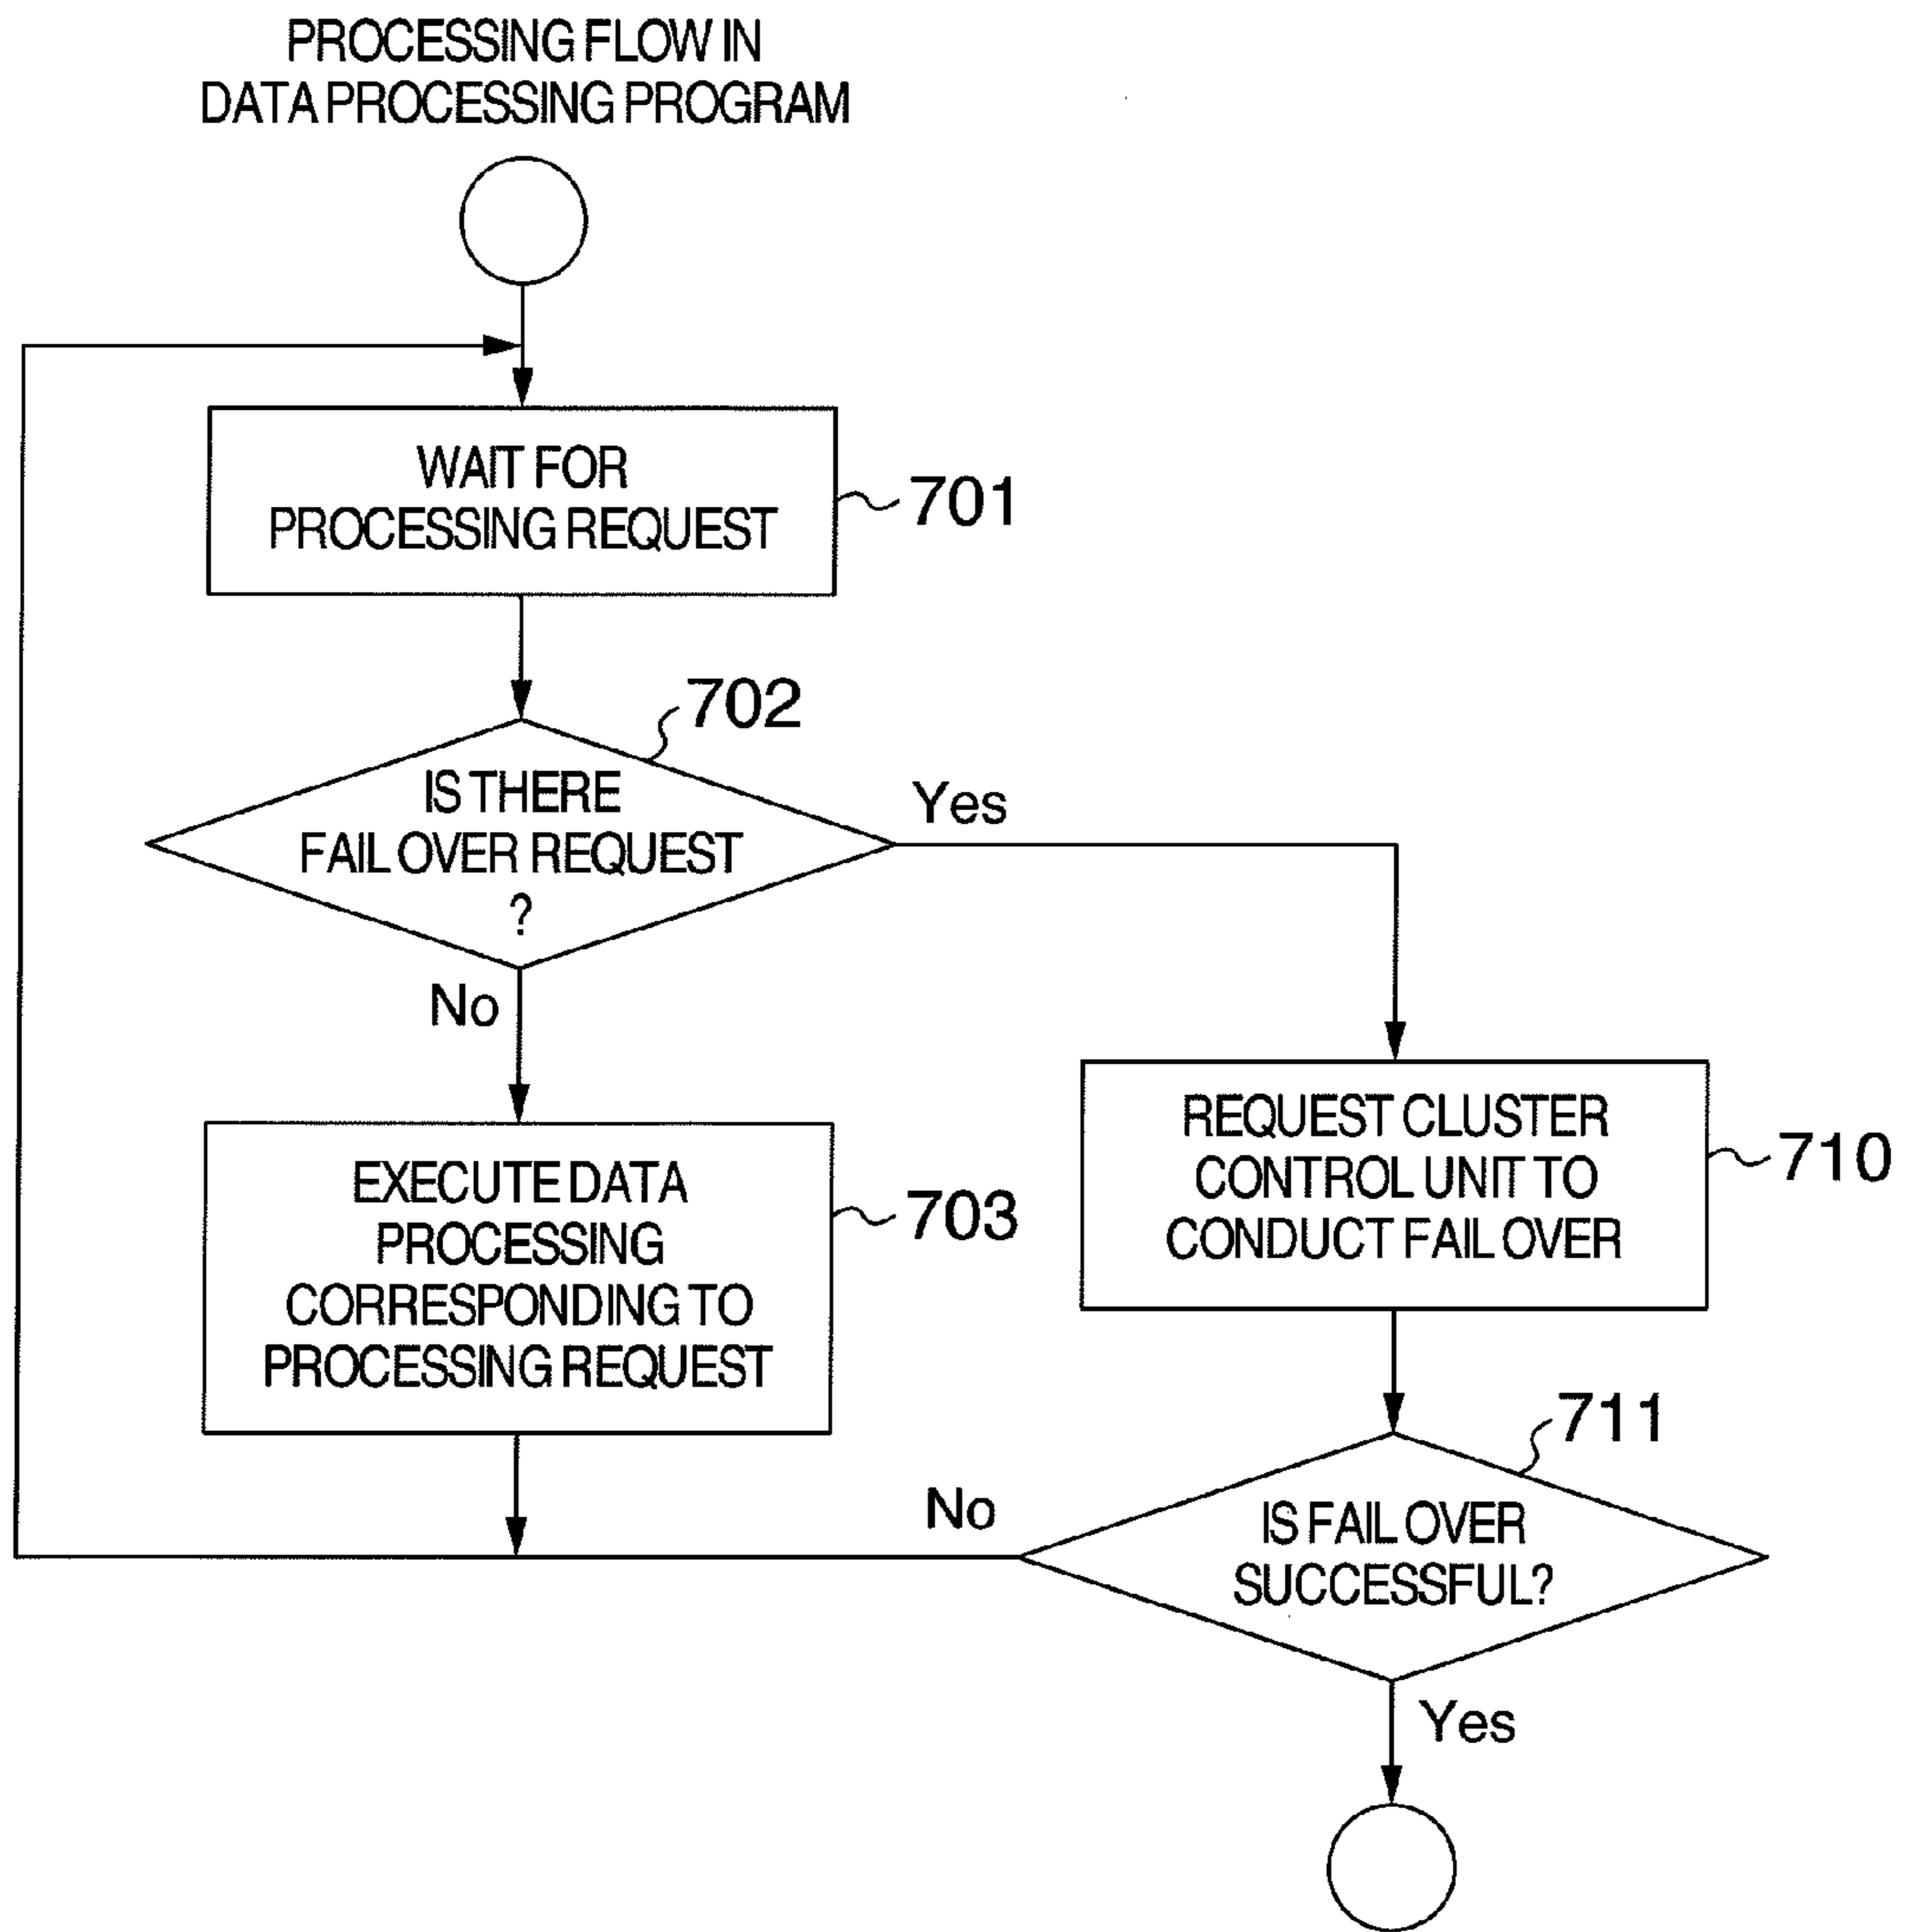 PROCESSING FLOW IN
DATA PROCESSING PROGRAM
WAIT FOR
PROCESSING REQUEST
701
702
IS THERE
FAIL OVER REQUEST
?
Yes
No
EXECUTE DATA
PROCESSING
CORRESPONDING TO
PROCESSING REQUEST
703
REQUEST CLUSTER
CONTROL UNIT TO
CONDUCT FAIL OVER
710
711
IS FAIL OVER
SUCCESSFUL?
No
Yes